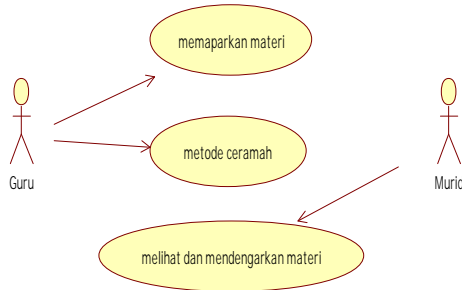 memaparkan materi
Guru
metode ceramah
Murid
melihat dan mendengarkan materi